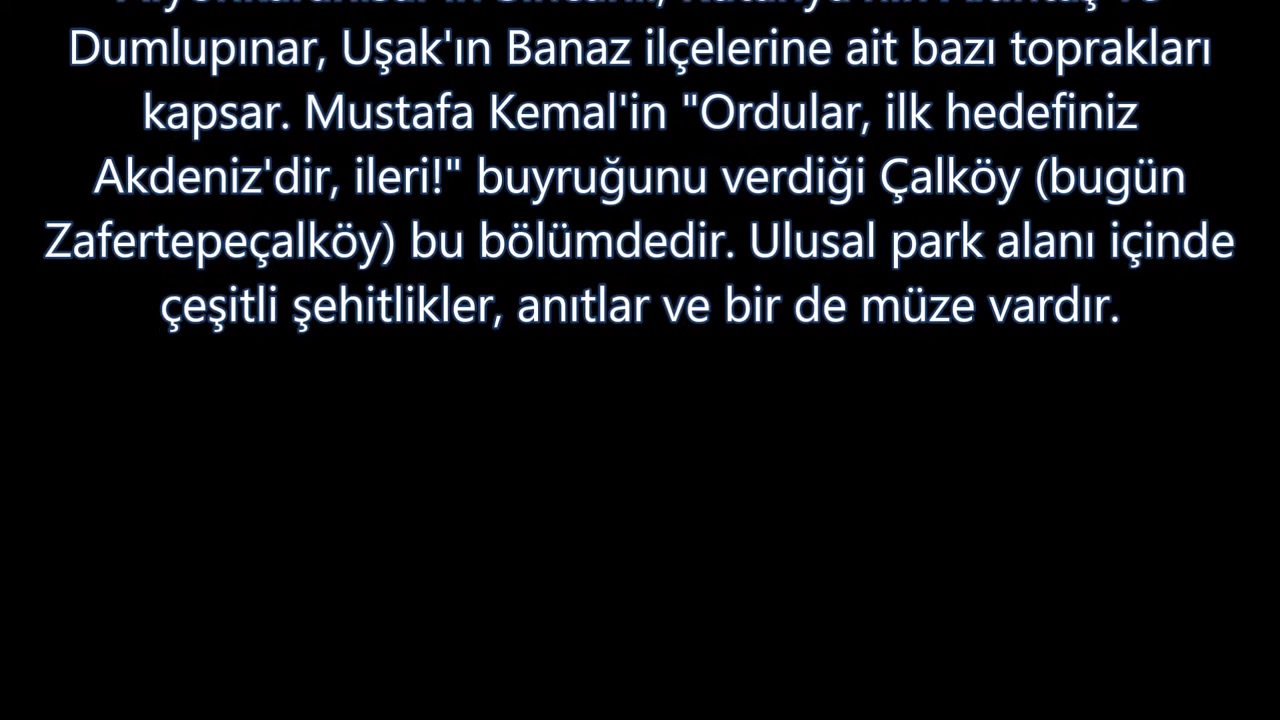 Dumlupınar, Uşak'ın Banaz ilçelerine ait bazı toprakları
kapsar. Mustafa Kemal'in "Ordular, ilk hedefiniz
Akdeniz'dir, ileri!" buyruğunu verdiği Çalköy (bugün
Zafertepeçalköy) bu bölümdedir. Ulusal park alanı içinde
çeşitli şehitlikler, anıtlar ve bir de müze vardır.